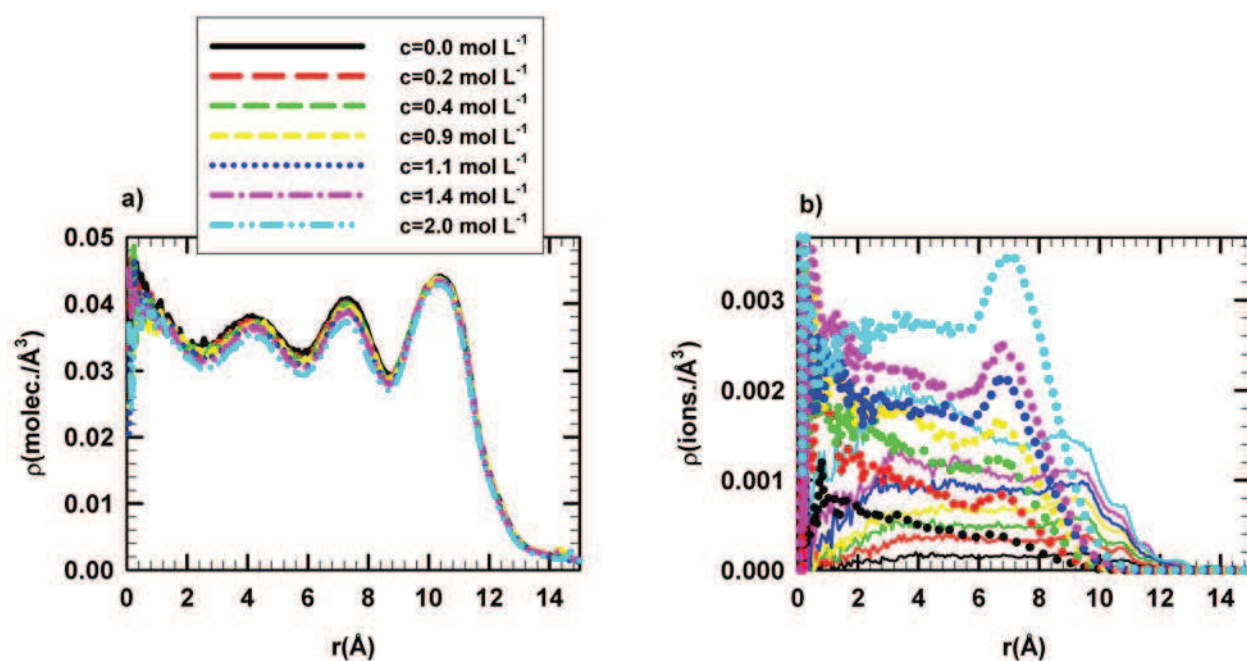 c=0.0 mol L⁻¹
c=0.2 mol L⁻¹
c=0.4 mol L⁻¹
c=0.9 mol L⁻¹
c=1.1 mol L⁻¹
c=1.4 mol L⁻¹
c=2.0 mol L⁻¹
a)
0.05
0.04
0.03
0.02
0.01
0.00
ρ(molec./Å³)
0 2 4 6 8 10 12 14
r(Å)
b)
0.003
0.002
0.001
0.000
ρ(ions./Å³)
0 2 4 6 8 10 12 14
r(Å)